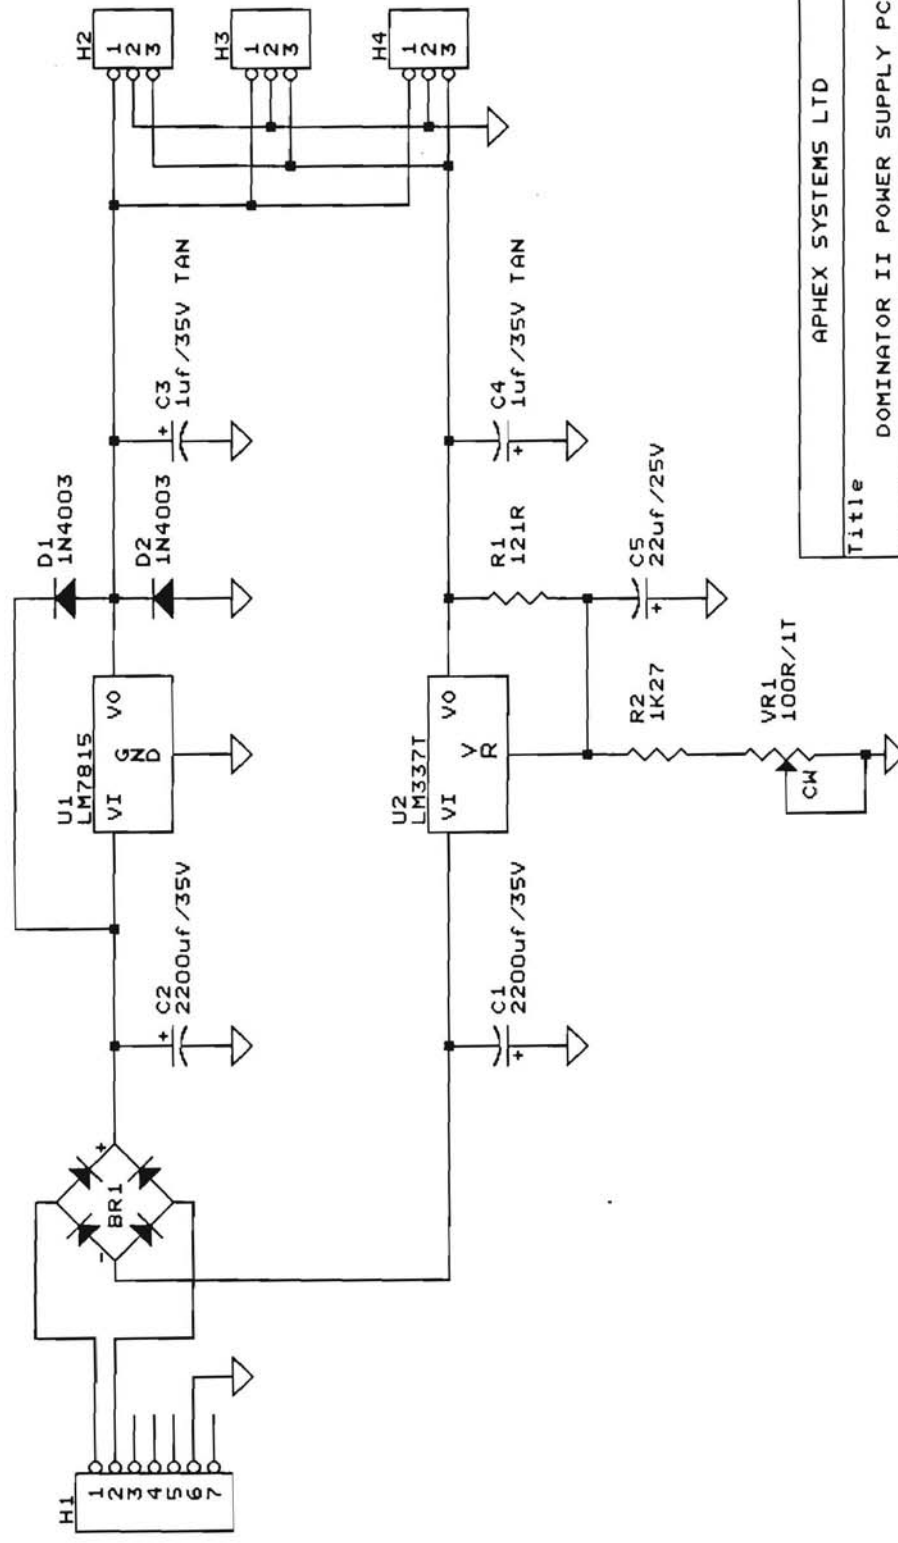 H1
1
2
3
4
5
6
7
BR1
+
-
+
C2
2200uf/35V
U1
LM7815
VI
GND
VO
D1
1N4003
D2
1N4003
+
C3
1uf/35V TAN
H2
1
2
3
H3
1
2
3
H4
1
2
3
C1
2200uf/35V
+
U2
LM337T
VI
VR
VO
R1
121R
C4
1uf/35V TAN
+
C5
22uf/25V
+
R2
1K27
VR1
100R/1T
CW
APHEX SYSTEMS LTD
Title
DOMINATOR II POWER SUPPLY PC